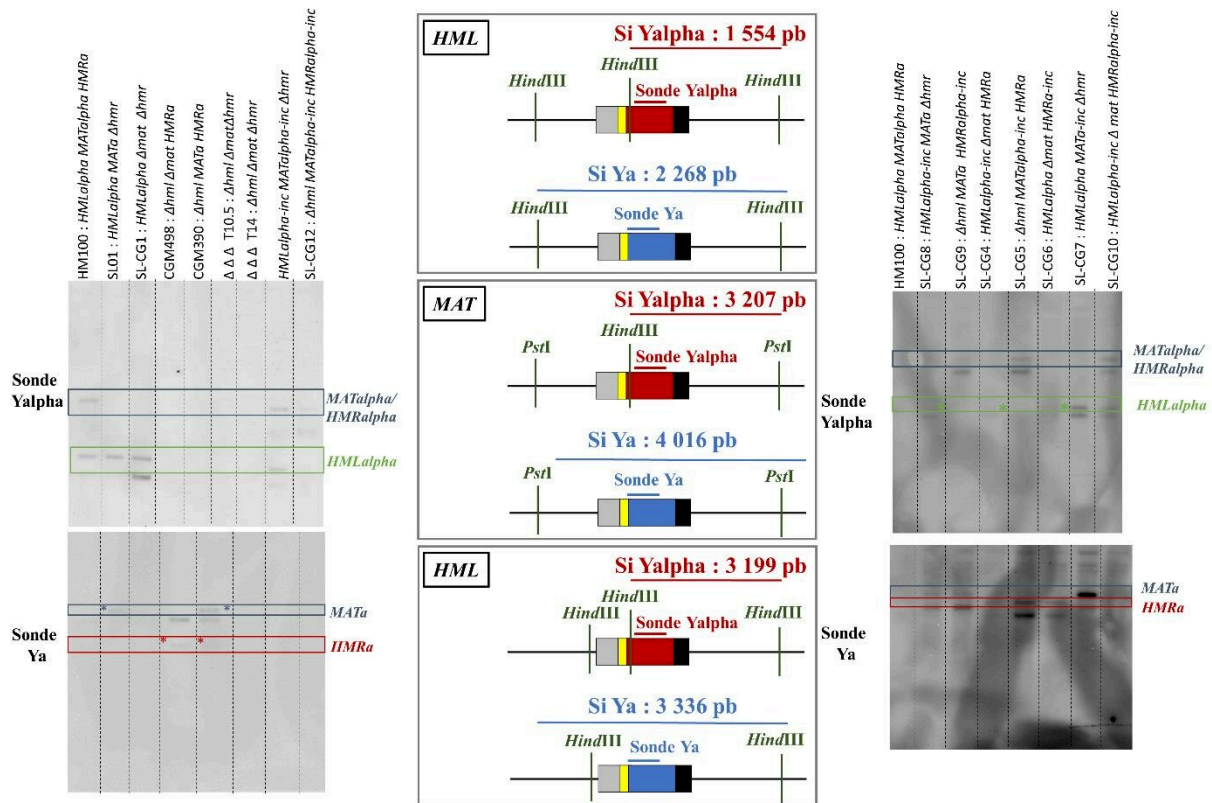 HM100 : HMLalpha MATalpha HMRa
SL01 : HMLalpha MATa Δhmr
SL-CG1 : HMLalpha Δmat Δhmr
CGM498 : Δhml Δmat HMRa
CGM390 : Δhml MATa HMRa
Δ Δ Δ T10.5 : Δhml ΔmatΔhmr
Δ Δ Δ T14 : Δhml Δmat Δhmr
HMLalpha-inc MATalpha-inc Δhmr
SL-CG12 : Δhml MATalpha-inc HMRalpha-inc
Sonde
Yalpha
MATalpha/
HMRalpha
HMLalpha
Sonde
Ya
MATa
HMRa
HML
Si Yalpha : 1 554 pb
HindIII
HindIII
HindIII
Sonde Yalpha
Si Ya : 2 268 pb
HindIII
Sonde Ya
HindIII
MAT
Si Yalpha : 3 207 pb
PstI
HindIII
PstI
Sonde Yalpha
Si Ya : 4 016 pb
PstI
Sonde Ya
PstI
HML
Si Yalpha : 3 199 pb
HindIII
HindIII
HindIII
Sonde Yalpha
Si Ya : 3 336 pb
HindIII
Sonde Ya
HindIII
HM100 : HMLalpha MATalpha HMRa
SL-CG8 : HMLalpha-inc MATa Δhmr
SL-CG9 : Δhml MATa HMRalpha-inc
SL-CG4 : HMLalpha-inc Δmat HMRa
SL-CG5 : Δhml MATalpha-inc HMRa
SL-CG6 : HMLalpha Δmat HMRa-inc
SL-CG7 : HMLalpha MATa-inc Δhmr
SL-CG10 : HMLalpha-inc Δ mat HMRalpha-inc
Sonde
Yalpha
MATalpha/
HMRalpha
HMLalpha
Sonde
Ya
MATa
HMRa